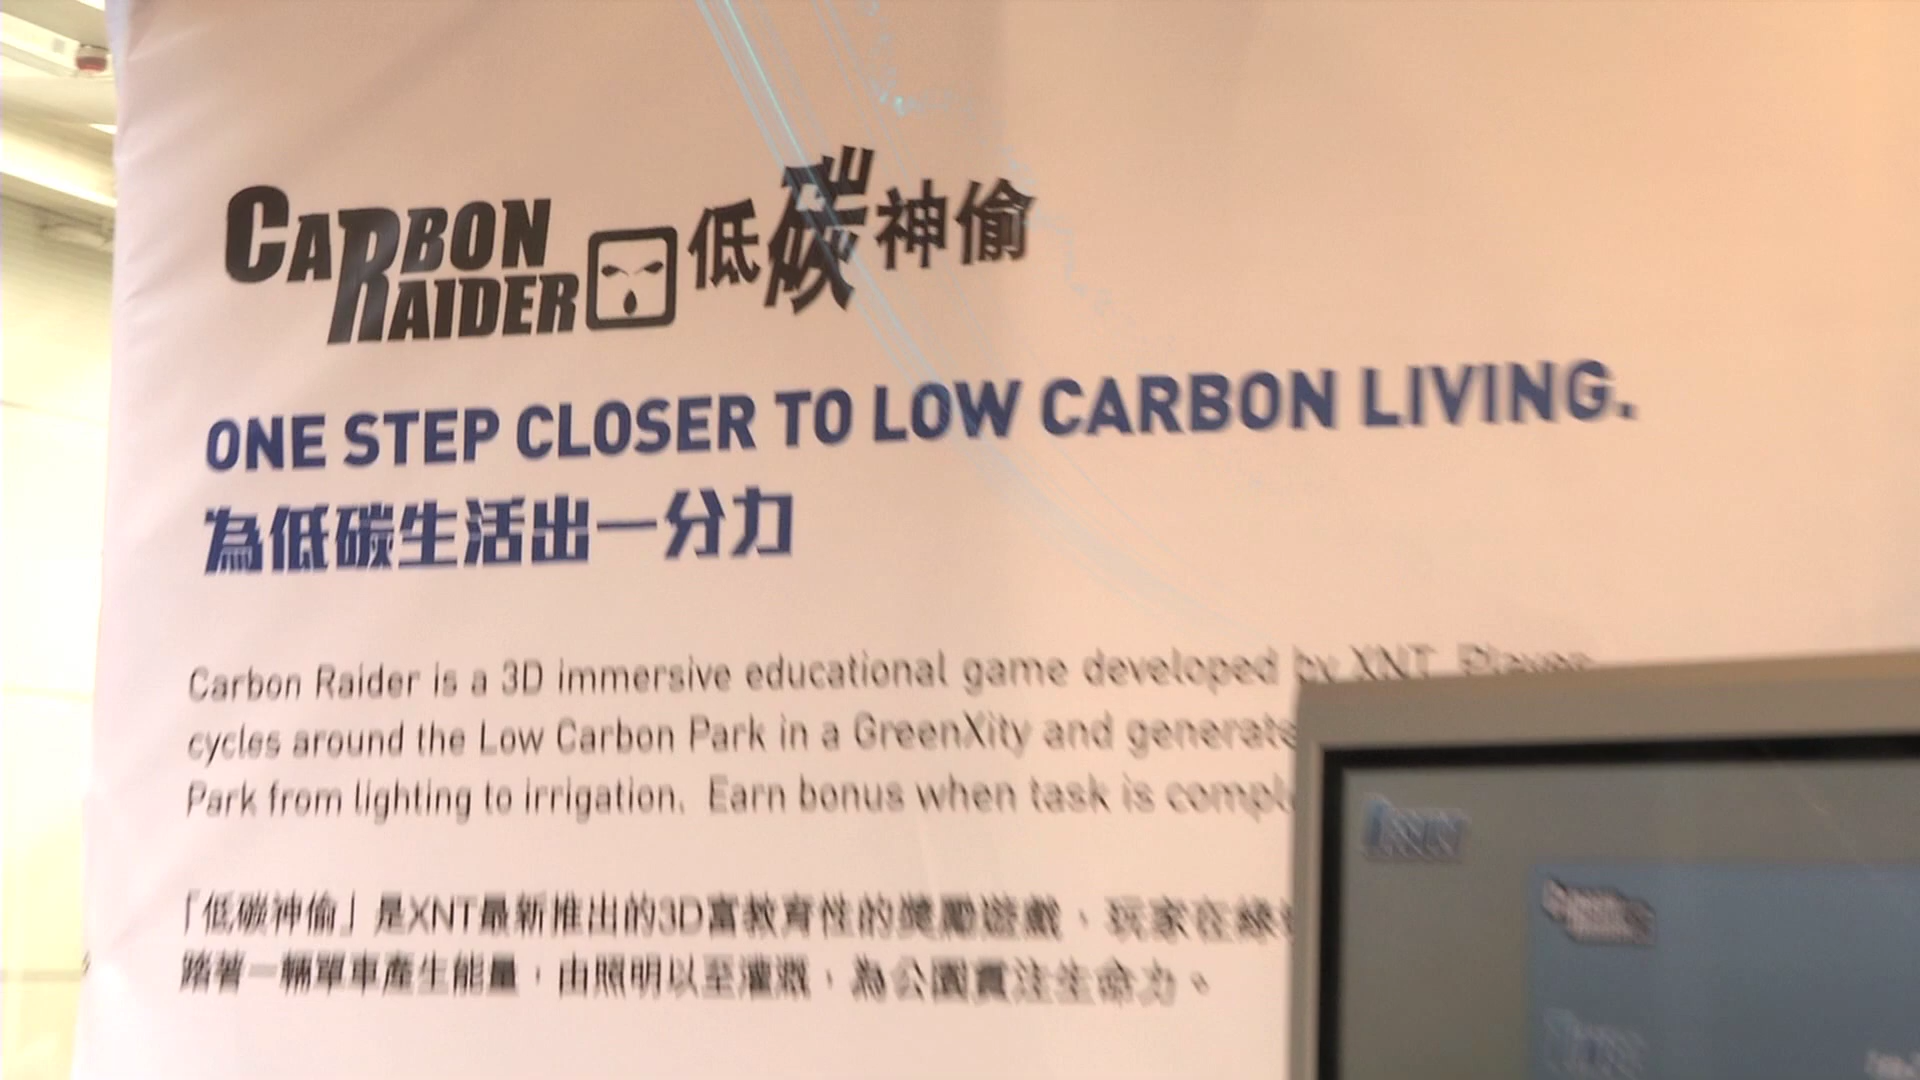 CARBON
RAIDER
低碳神偷
ONE STEP CLOSER TO LOW CARBON LIVING.
為低碳生活出一分力
Carbon Raider is a 3D immersive educational game developed by XNT. Player
cycles around the Low Carbon Park in a GreenXity and generate
Park from lighting to irrigation. Earn bonus when task is
「低碳神偷」是XNT最新推出的3D富教育性的獎勵遊戲，玩家在綠
踏著一輛單車產生能量，由照明以至灌溉，為公園貫注生命力。